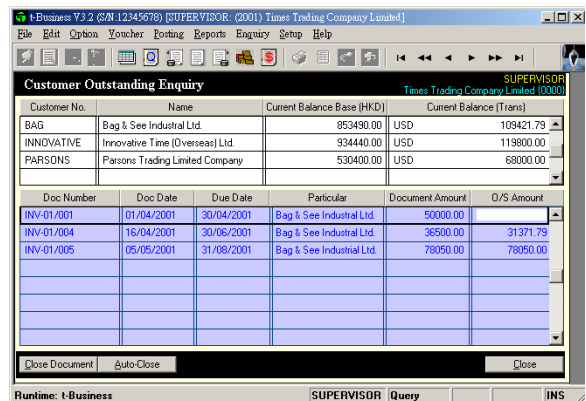 t-Business V3.2 (S/N:12345678) [SUPERVISOR: (2001) Times Trading Company Limited]
File Edit Option Voucher Posting Reports Enquiry Setup Help
SUPERVISOR
Customer Outstanding Enquiry
Times Trading Company Limited (0000)
Customer No. Name Current Balance Base (HKD) Current Balance (Trans)
BAG Bag & See Industrial Ltd. 853490.00 USD 109421.79
INNOVATIVE Innovative Time (Overseas) Ltd. 934440.00 USD 119800.00
PARSONS Parsons Trading Limited Company 530400.00 USD 68000.00
Doc Number Doc Date Due Date Particular Document Amount O/S Amount
INV-01/001 01/04/2001 30/04/2001 Bag & See Industral Ltd. 50000.00
INV-01/004 16/04/2001 30/06/2001 Bag & See Industral Ltd. 36500.00 31371.79
INV-01/005 05/05/2001 31/08/2001 Bag & See Industrial Ltd. 78050.00 78050.00
Close Document Auto-Close Close
Runtime: t-Business SUPERVISOR Query INS